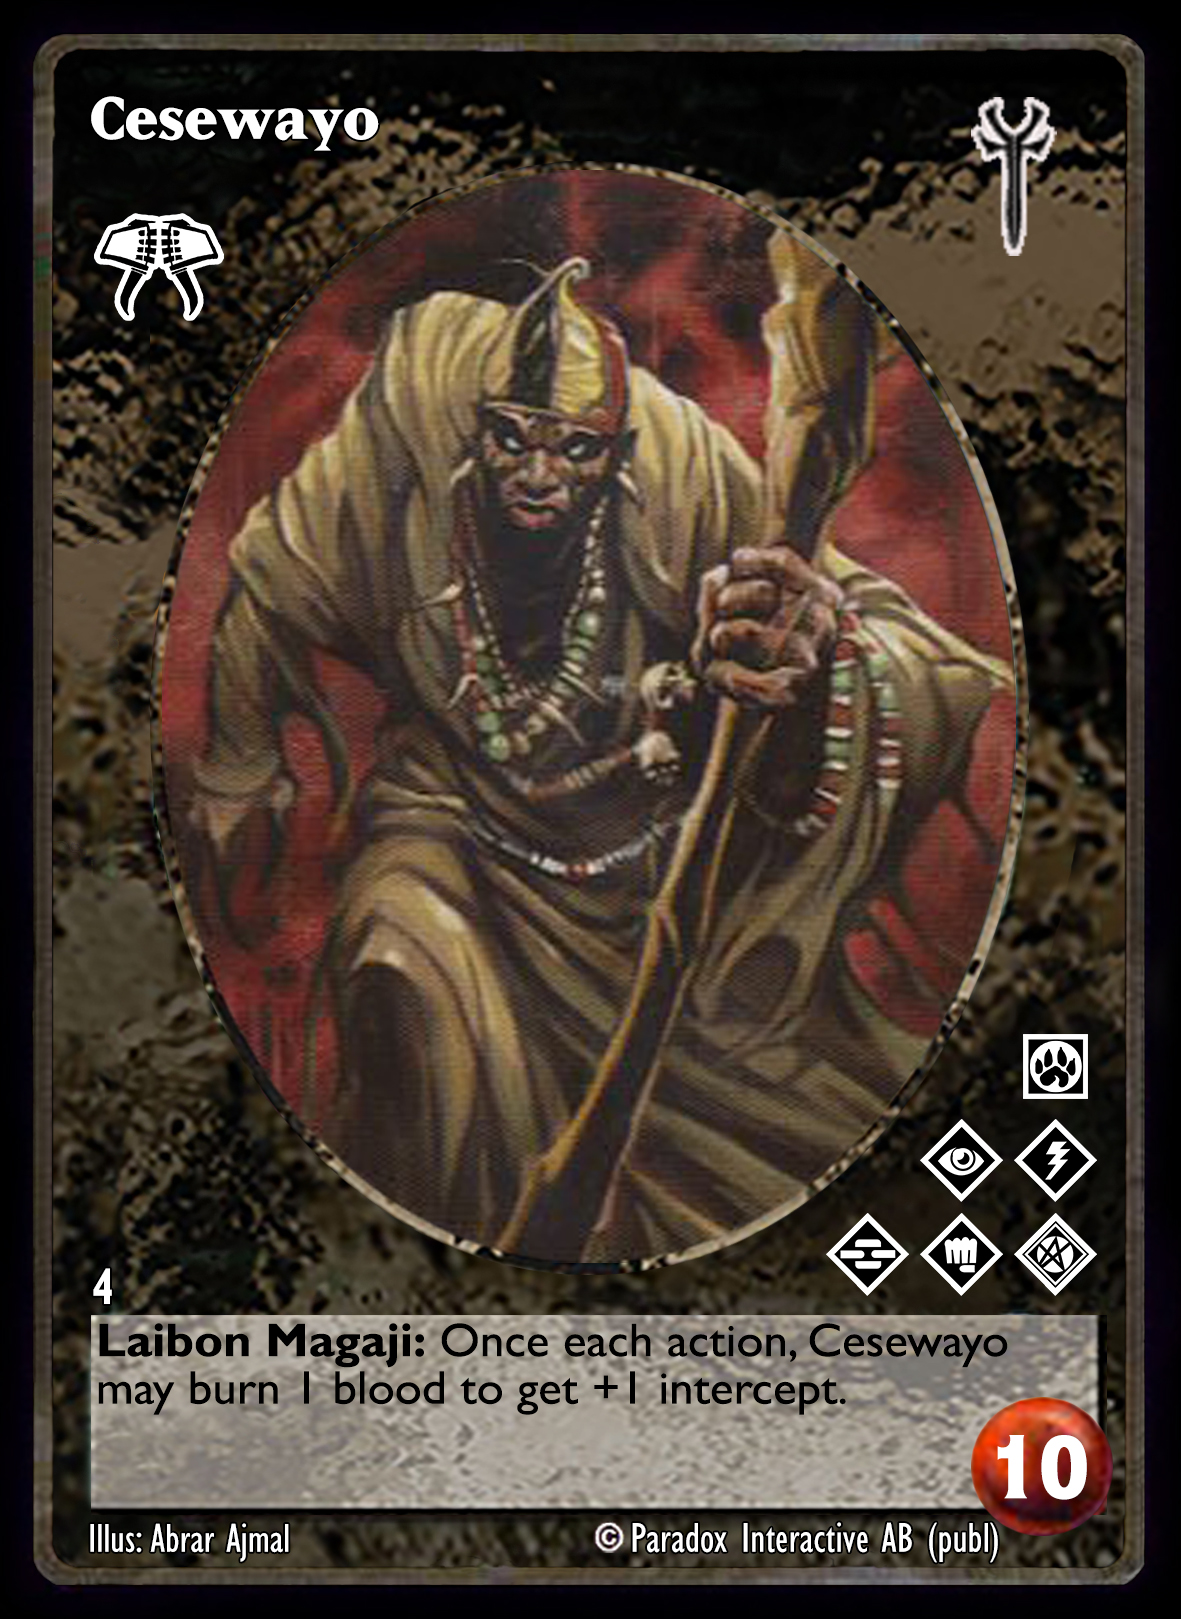 Cesewayo
4
Laibon Magaji: Once each action, Cesewayo
may burn 1 blood to get +1 intercept.
10
Illus: Abrar Ajmal
© Paradox Interactive AB (publ)